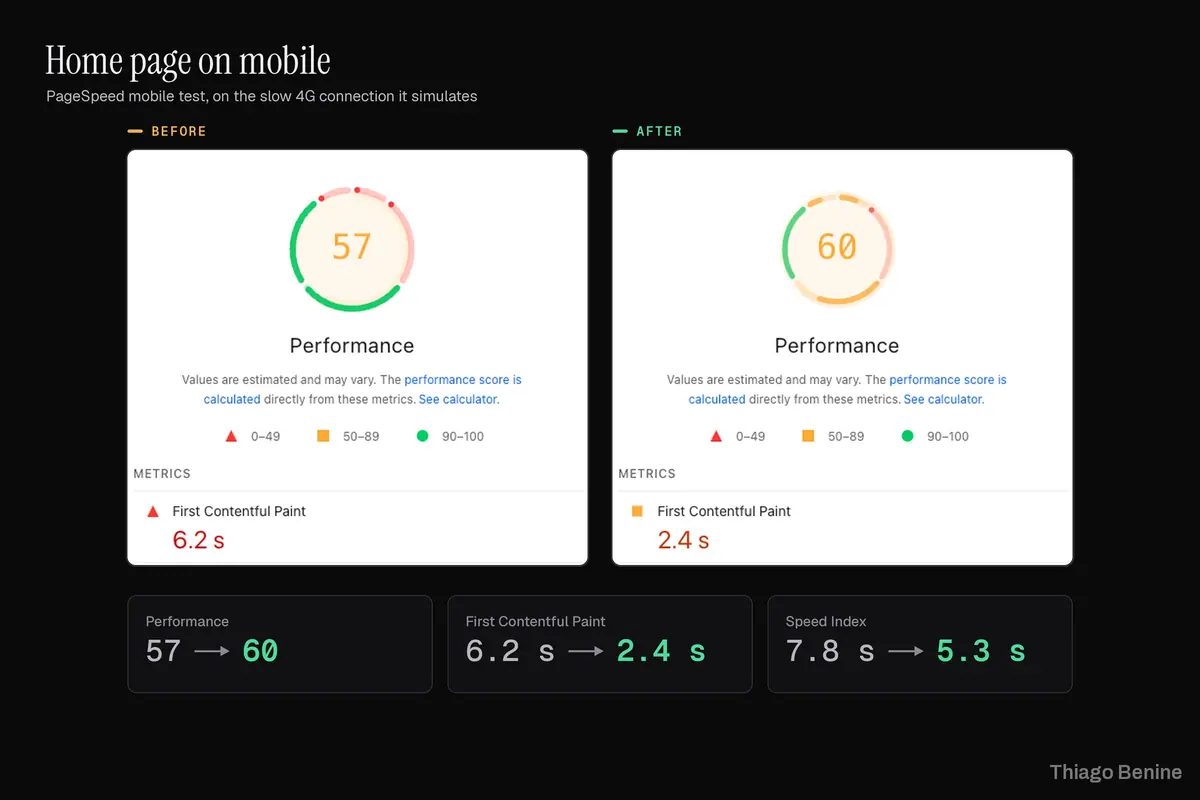 Home page on mobile
PageSpeed mobile test, on the slow 4G connection it simulates
BEFORE
57
Performance
Values are estimated and may vary. The performance score is
calculated directly from these metrics. See calculator.
0–49
50–89
90–100
METRICS
First Contentful Paint
6.2 s
AFTER
60
Performance
Values are estimated and may vary. The performance score is
calculated directly from these metrics. See calculator.
0–49
50–89
90–100
METRICS
First Contentful Paint
2.4 s
Performance
57 → 60
First Contentful Paint
6.2 s → 2.4 s
Speed Index
7.8 s → 5.3 s
Thiago Benine